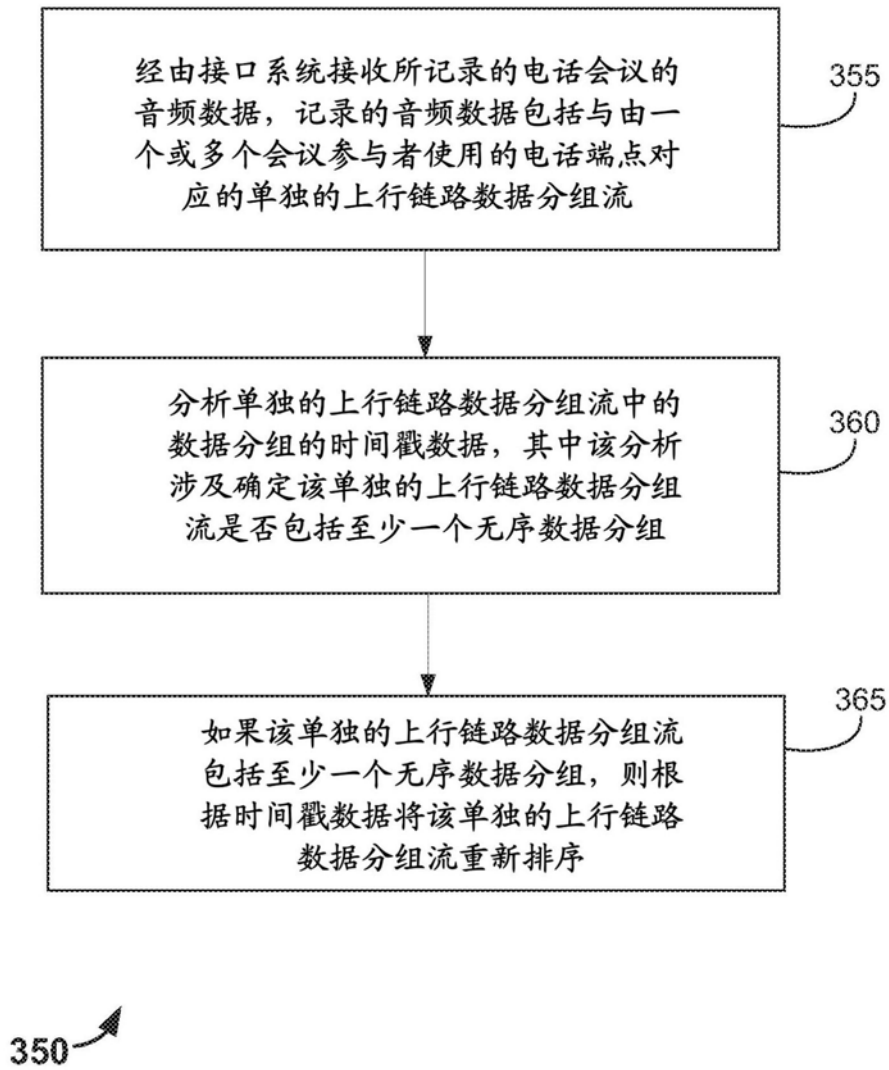 经由接口系统接收所记录的电话会议的
音频数据，记录的音频数据包括与由一
个或多个会议参与者使用的电话端点对
应的单独的上行链路数据分组流
355
分析单独的上行链路数据分组流中的
数据分组的时间戳数据，其中该分析
涉及确定该单独的上行链路数据分组
流是否包括至少一个无序数据分组
360
如果该单独的上行链路数据分组流
包括至少一个无序数据分组，则根
据时间戳数据将该单独的上行链路
数据分组流重新排序
365
350